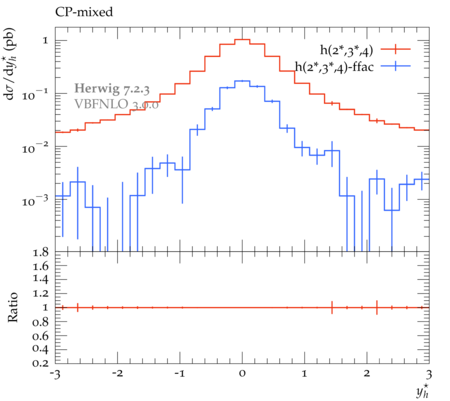 CP-mixed
dσ/dy*h (pb)
h(2*,3*,4)
h(2*,3*,4)-ffac
Herwig 7.2.3
VBFNLO 3.0.0
1
10⁻¹
10⁻²
10⁻³
Ratio
1.8
1.6
1.4
1.2
1
0.8
0.6
0.4
0.2
-3 -2 -1 0 1 2 3
y*h